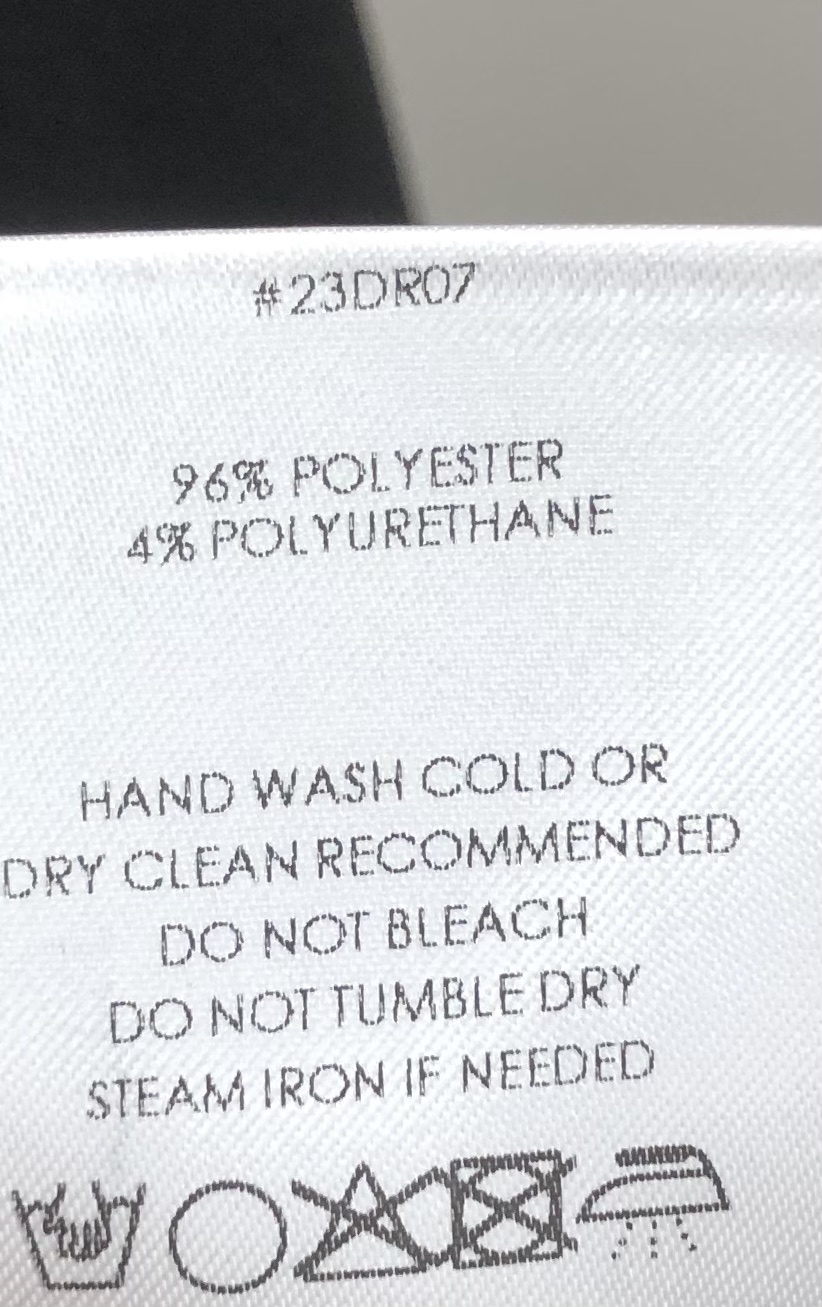 #23DR07
96% POLYESTER
4% POLYURETHANE
HAND WASH COLD OR
DRY CLEAN RECOMMENDED
DO NOT BLEACH
DO NOT TUMBLE DRY
STEAM IRON IF NEEDED